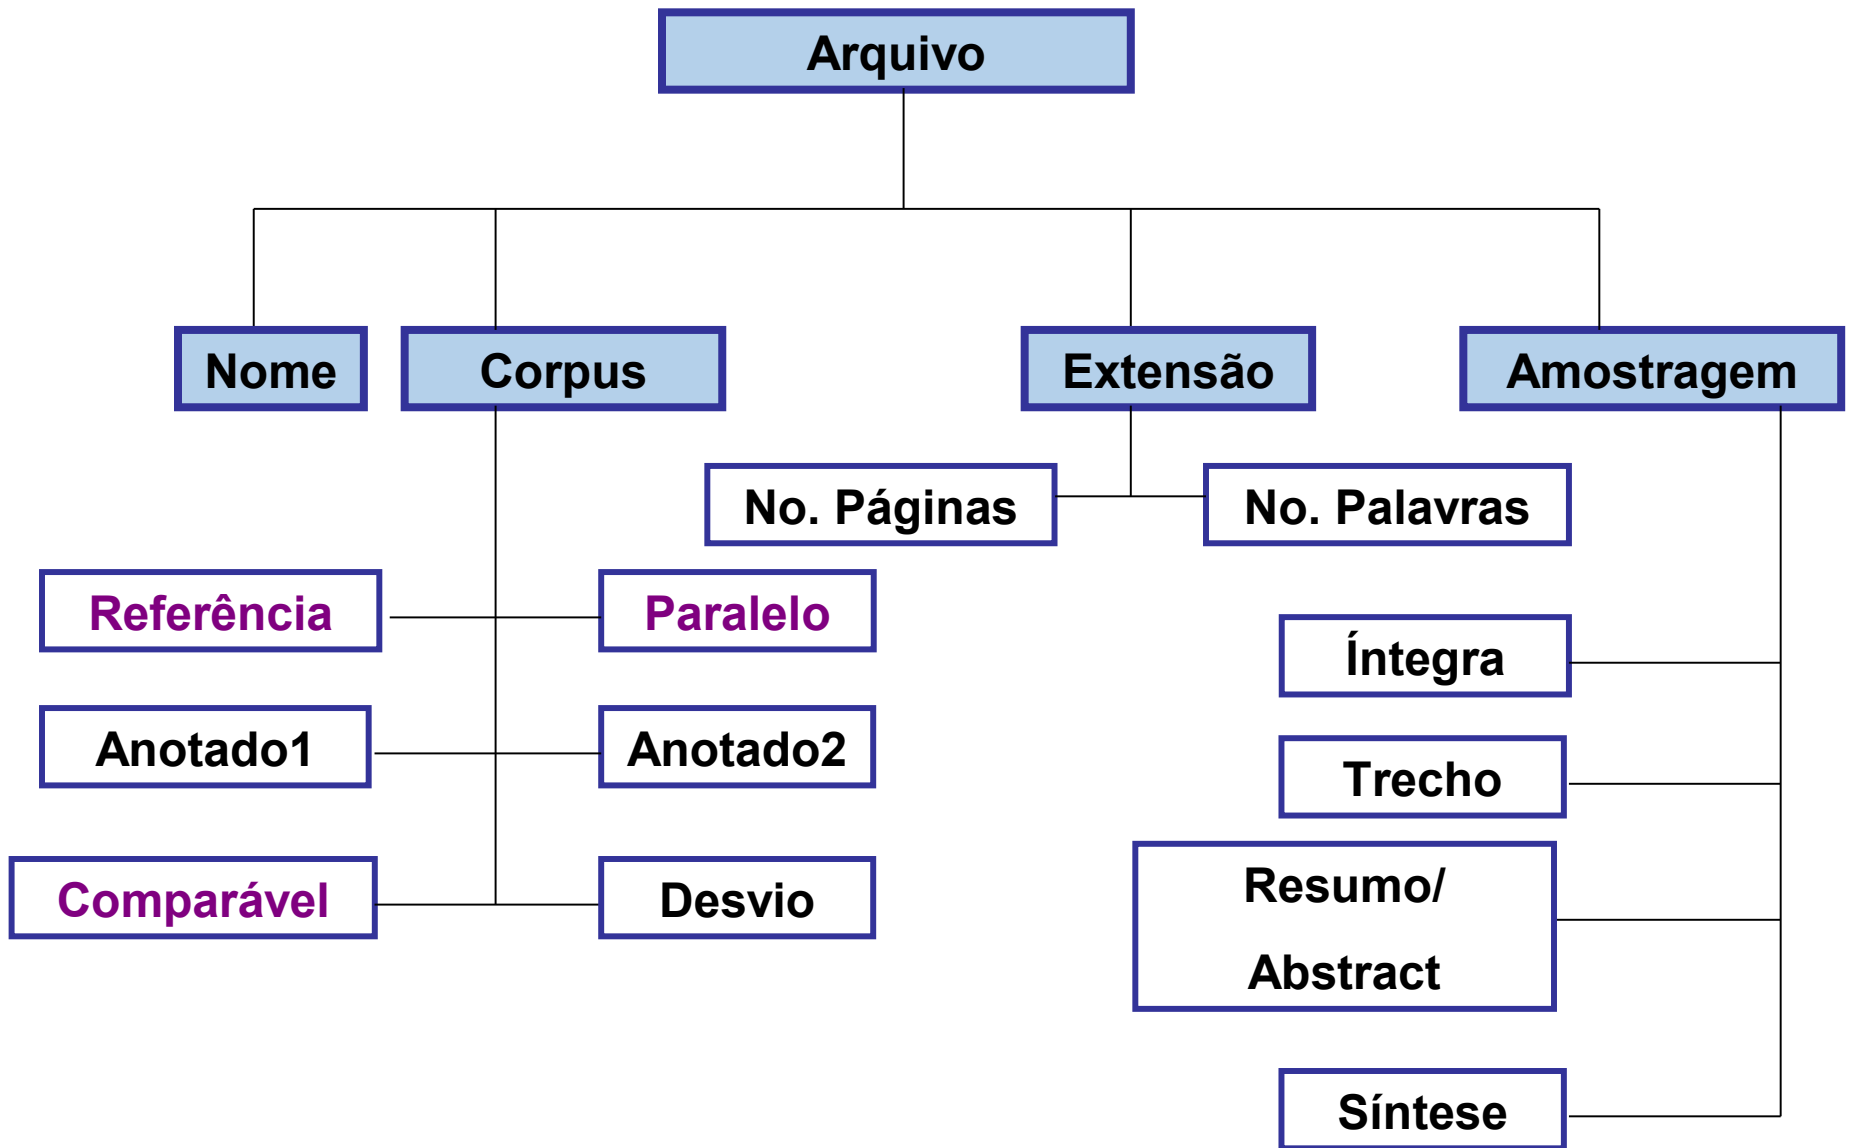 Arquivo
Nome
Corpus
Extensão
Amostragem
No. Páginas
No. Palavras
Referência
Paralelo
Íntegra
Anotado1
Anotado2
Trecho
Resumo/
Abstract
Comparável
Desvio
Síntese